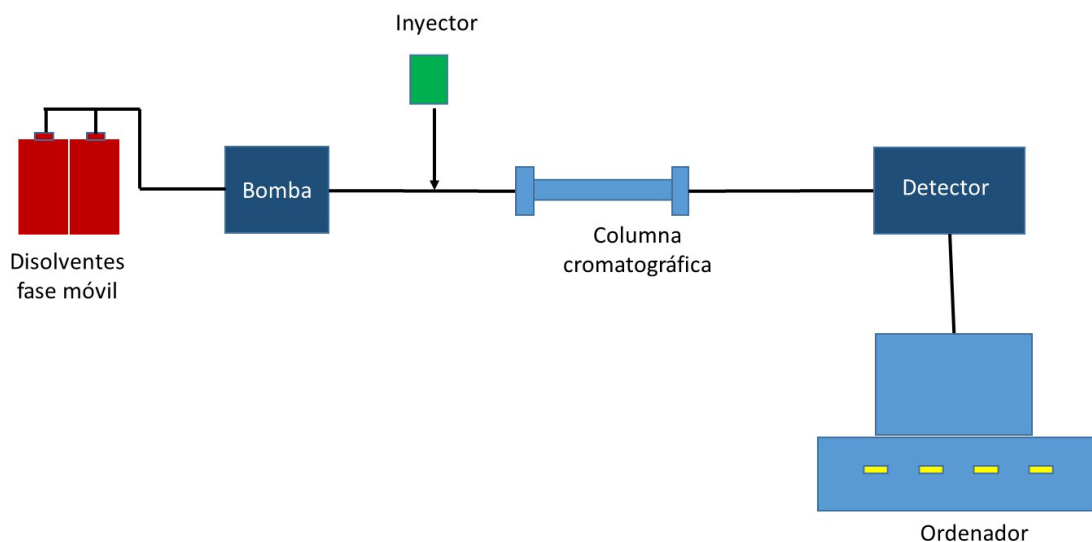 Inyector
Bomba
Detector
Disolventes
fase móvil
Columna
cromatográfica
Ordenador